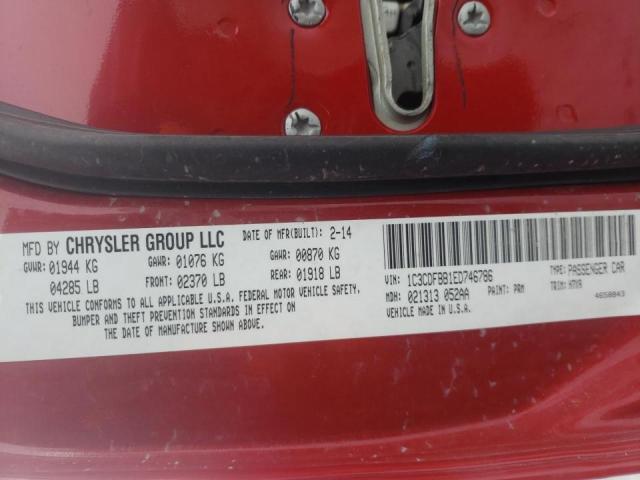 MFD BY CHRYSLER GROUP LLC DATE OF MFR(BUILT): 2-14
GVWR: 01944 KG GAWR: 01076 KG GAWR: 00870 KG
04285 LB FRONT: 02370 LB REAR: 01918 LB
THIS VEHICLE CONFORMS TO ALL APPLICABLE U.S.A. FEDERAL MOTOR VEHICLE SAFETY,
BUMPER AND THEFT PREVENTION STANDARDS IN EFFECT ON
THE DATE OF MANUFACTURE SHOWN ABOVE.
VIN: 1C3CDFBB1ED746786 TYPE: PASSENGER CAR
MDH: 021313 052AA PAINT: PRM TRIM: H7X9
VEHICLE MADE IN U.S.A. 4658843